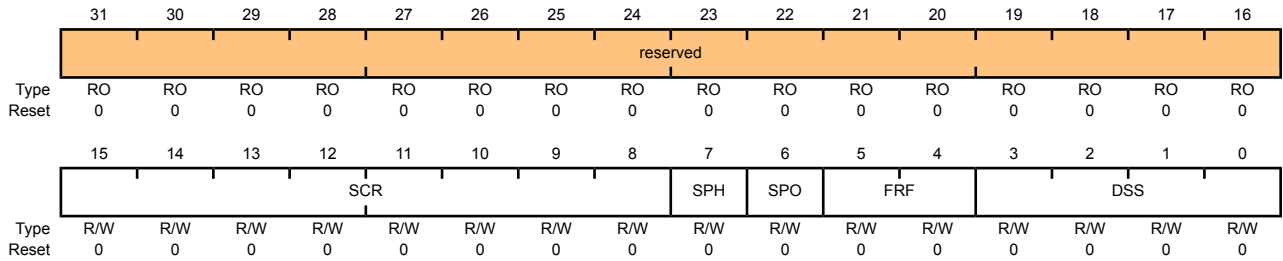 31 30 29 28 27 26 25 24 23 22 21 20 19 18 17 16
reserved
Type RO RO RO RO RO RO RO RO RO RO RO RO RO RO RO RO
Reset 0 0 0 0 0 0 0 0 0 0 0 0 0 0 0 0
15 14 13 12 11 10 9 8 7 6 5 4 3 2 1 0
SCR SPH SPO FRF DSS
Type R/W R/W R/W R/W R/W R/W R/W R/W R/W R/W R/W R/W R/W R/W R/W R/W
Reset 0 0 0 0 0 0 0 0 0 0 0 0 0 0 0 0